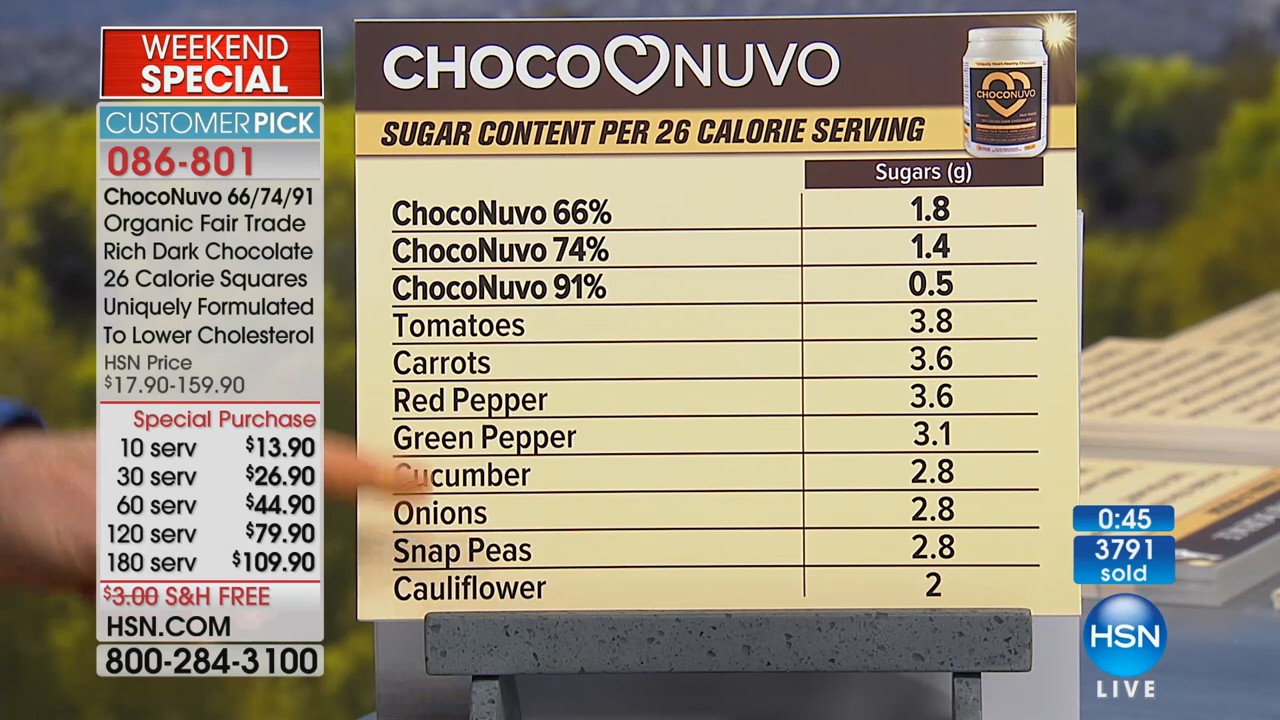 WEEKEND
SPECIAL
CUSTOMER PICK
086-801
ChocoNuvo 66/74/91
Organic Fair Trade
Rich Dark Chocolate
26 Calorie Squares
Uniquely Formulated
To Lower Cholesterol
HSN Price
$17.90-159.90
Special Purchase
10 serv $13.90
30 serv $26.90
60 serv $44.90
120 serv $79.90
180 serv $109.90
$3.00 S&H FREE
HSN.COM
800-284-3100
CHOCO NUVO
CHOCONUVO
SUGAR CONTENT PER 26 CALORIE SERVING
Sugars (g)
ChocoNuvo 66% 1.8
ChocoNuvo 74% 1.4
ChocoNuvo 91% 0.5
Tomatoes 3.8
Carrots 3.6
Red Pepper 3.6
Green Pepper 3.1
Cucumber 2.8
Onions 2.8
Snap Peas 2.8
Cauliflower 2
0:45
3791
sold
HSN
LIVE